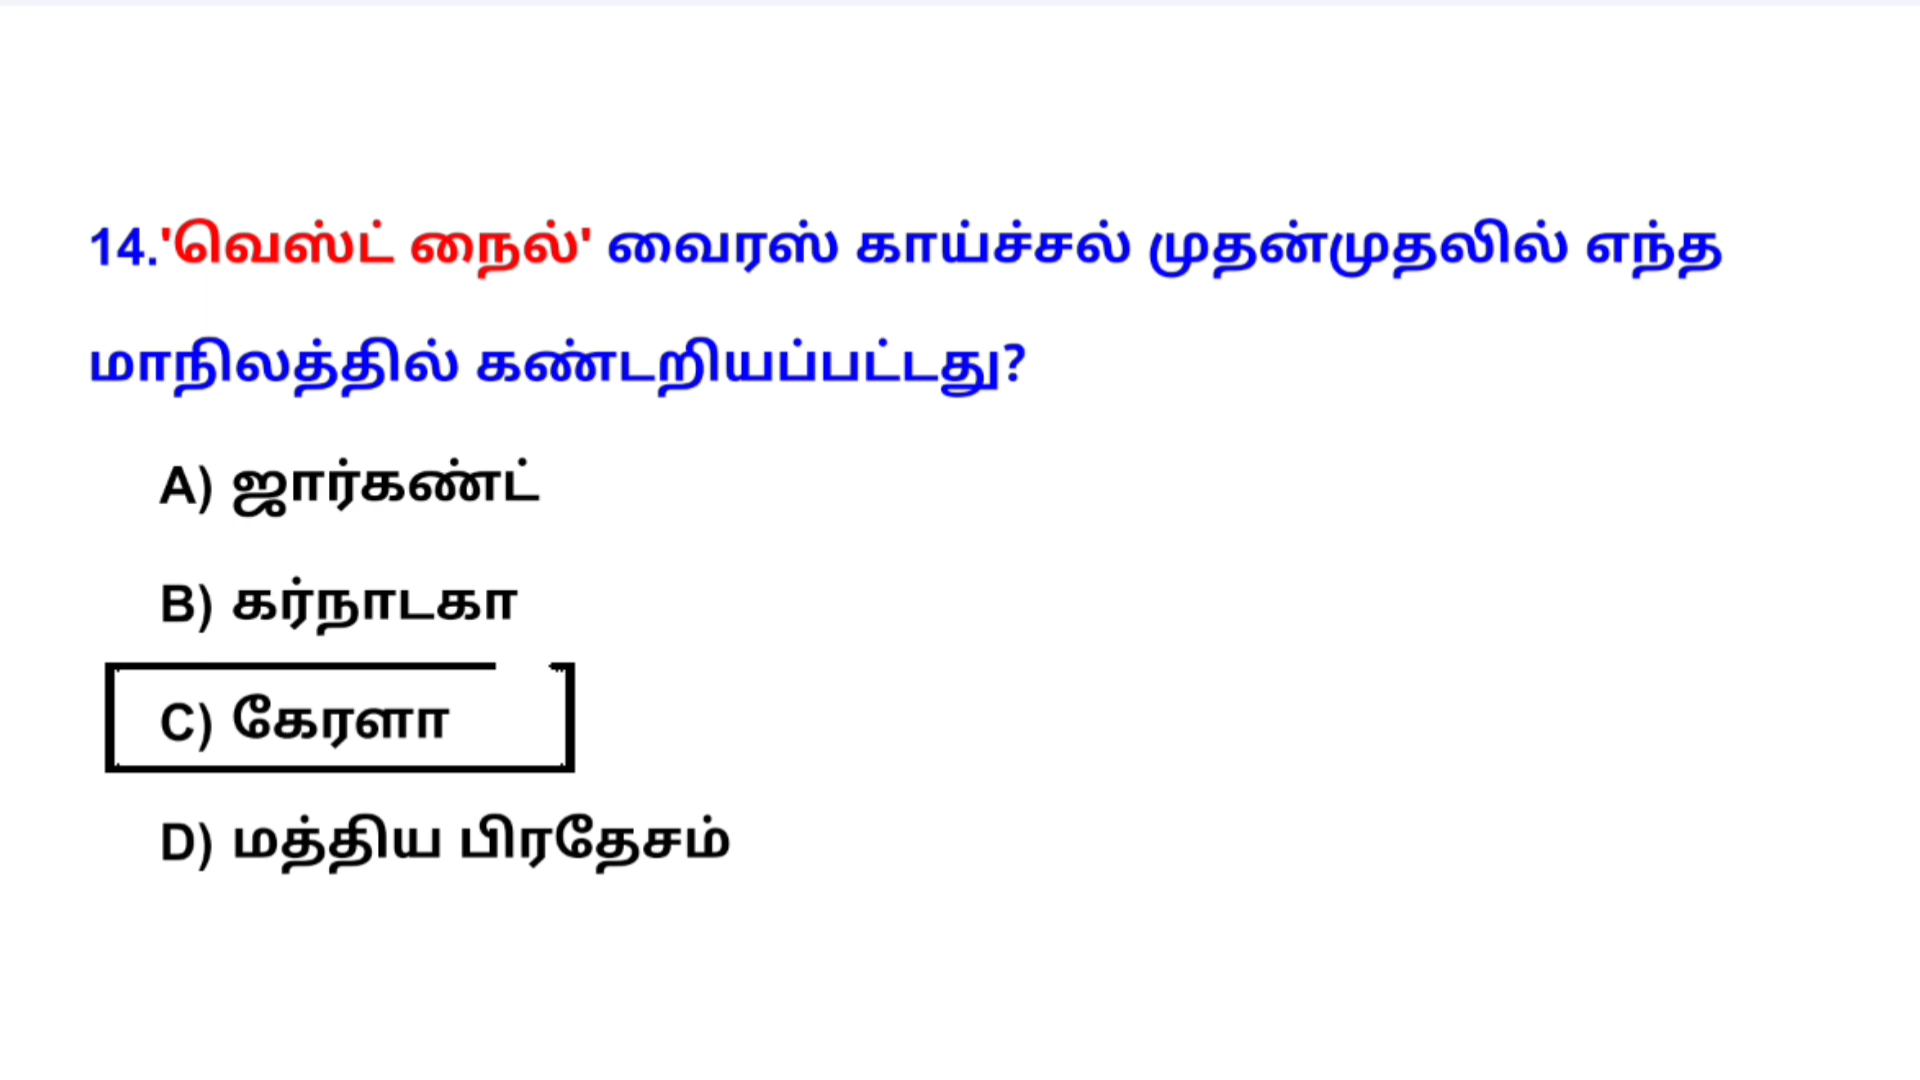 14.'வெஸ்ட் நைல்' வைரஸ் காய்ச்சல் முதன்முதலில் எந்த
மாநிலத்தில் கண்டறியப்பட்டது?
A) ஜார்கண்ட்
B) கர்நாடகா
C) கேரளா
D) மத்திய பிரதேசம்